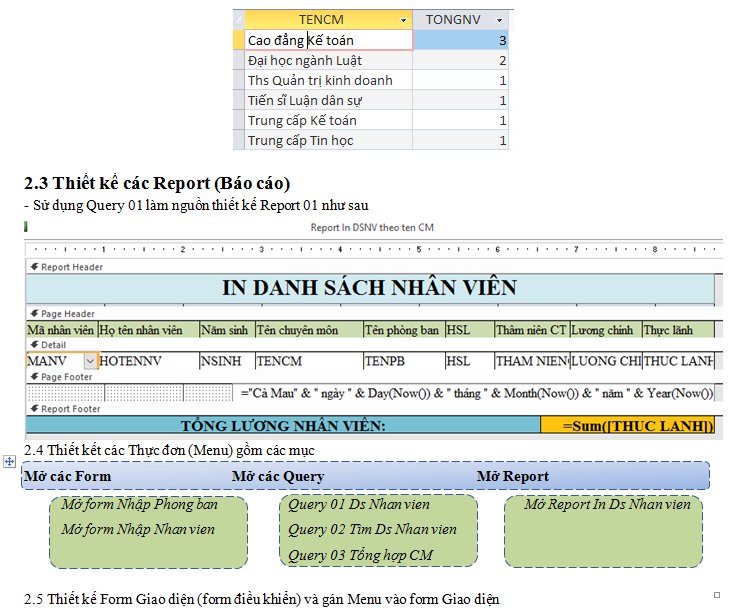 TENCM TONGNV
Cao đẳng Kế toán 3
Đại học ngành Luật 2
Ths Quản trị kinh doanh 1
Tiến sĩ Luận dân sự 1
Trung cấp Kế toán 1
Trung cấp Tin học 1
2.3 Thiết kế các Report (Báo cáo)
- Sử dụng Query 01 làm nguồn thiết kế Report 01 như sau
Report In DSNV theo ten CM
1 2 3 4 5 6 7 8
Report Header
IN DANH SÁCH NHÂN VIÊN
Page Header
Mã nhân viên Họ tên nhân viên Năm sinh Tên chuyên môn Tên phòng ban HSL Thâm niên CT Lương chính Thực lãnh
Detail
MANV HOTENNV NSINH TENCM TENPB HSL THAM NIEN LUONG CHI THUC LANH
Page Footer
="Cà Mau" & " ngày " & Day(Now()) & " tháng " & Month(Now()) & " năm " & Year(Now())
Report Footer
TỔNG LƯƠNG NHÂN VIÊN: =Sum([THUC LANH])
2.4 Thiết kết các Thực đơn (Menu) gồm các mục
Mở các Form Mở các Query Mở Report
Mở form Nhập Phong ban Query 01 Ds Nhan vien Mở Report In Ds Nhan vien
Mở form Nhập Nhan vien Query 02 Tìm Ds Nhan vien
Query 03 Tổng hợp CM
2.5 Thiết kế Form Giao diện (form điều khiển) và gán Menu vào form Giao diện